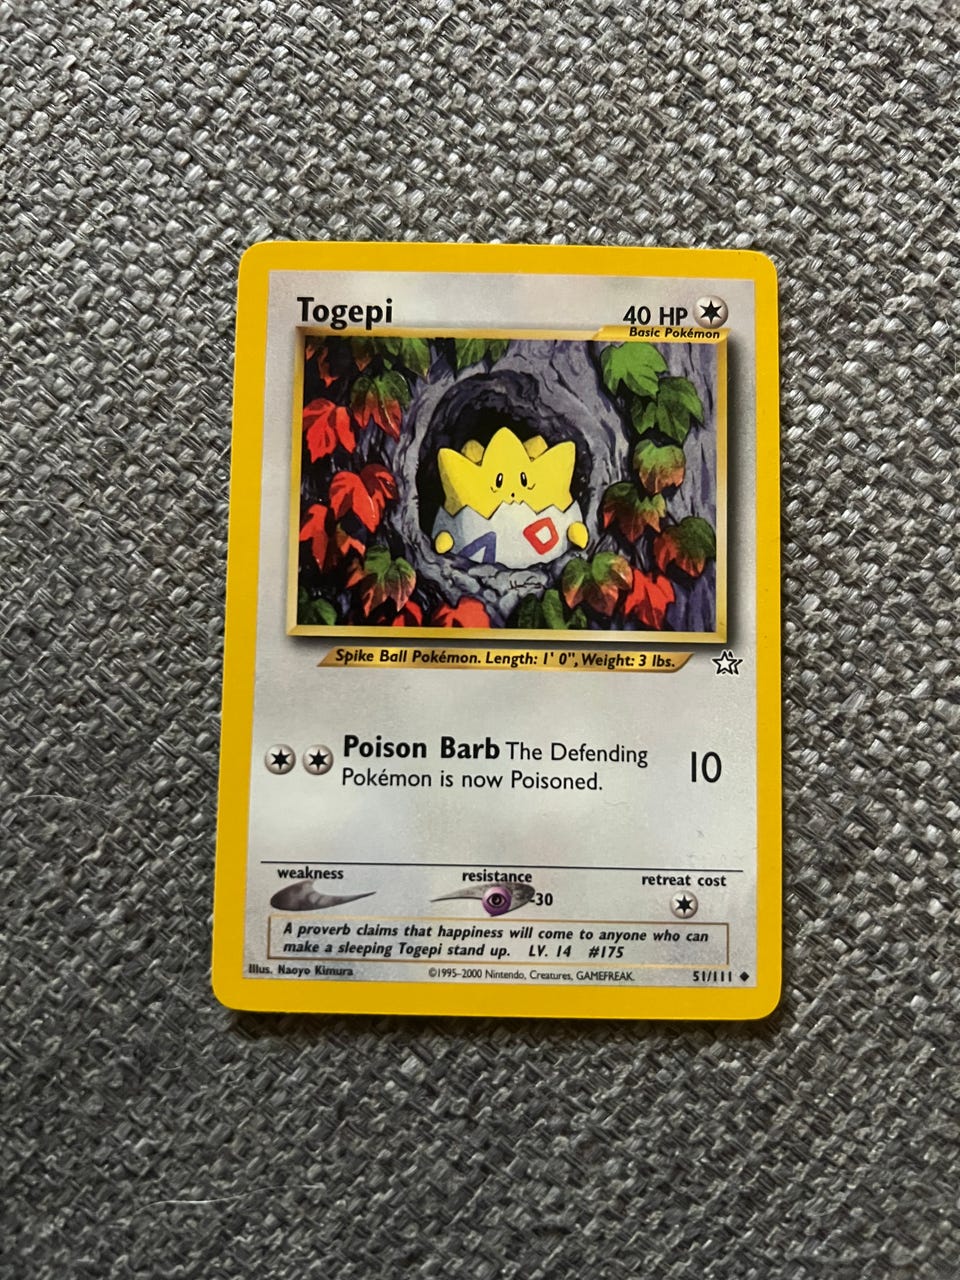 Togepi
40 HP
Basic Pokémon
Spike Ball Pokémon. Length: 1' 0", Weight: 3 lbs.
Poison Barb The Defending
Pokémon is now Poisoned.
10
weakness
resistance
retreat cost
-30
A proverb claims that happiness will come to anyone who can
make a sleeping Togepi stand up. LV. 14 #175
Illus. Naoyo Kimura
©1995-2000 Nintendo, Creatures, GAMEFREAK.
51/111